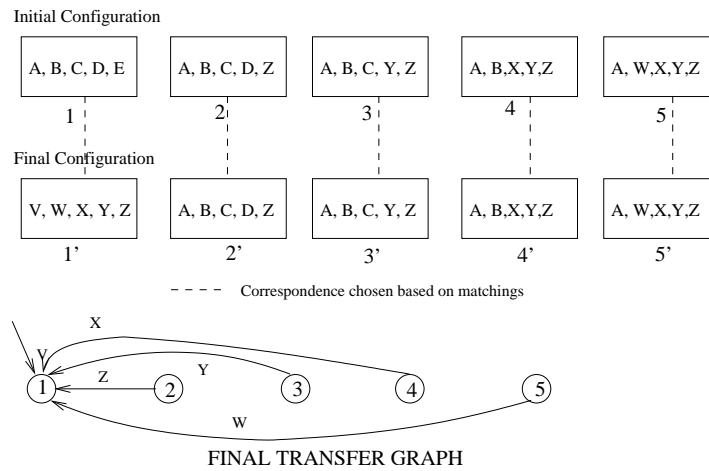 Initial Configuration
A, B, C, D, E
A, B, C, D, Z
A, B, C, Y, Z
A, B,X,Y,Z
A, W,X,Y,Z
1
2
3
4
5
Final Configuration
V, W, X, Y, Z
A, B, C, D, Z
A, B, C, Y, Z
A, B,X,Y,Z
A, W,X,Y,Z
1'
2'
3'
4'
5'
Correspondence chosen based on matchings
X
V
Y
Z
1
2
3
4
5
W
FINAL TRANSFER GRAPH